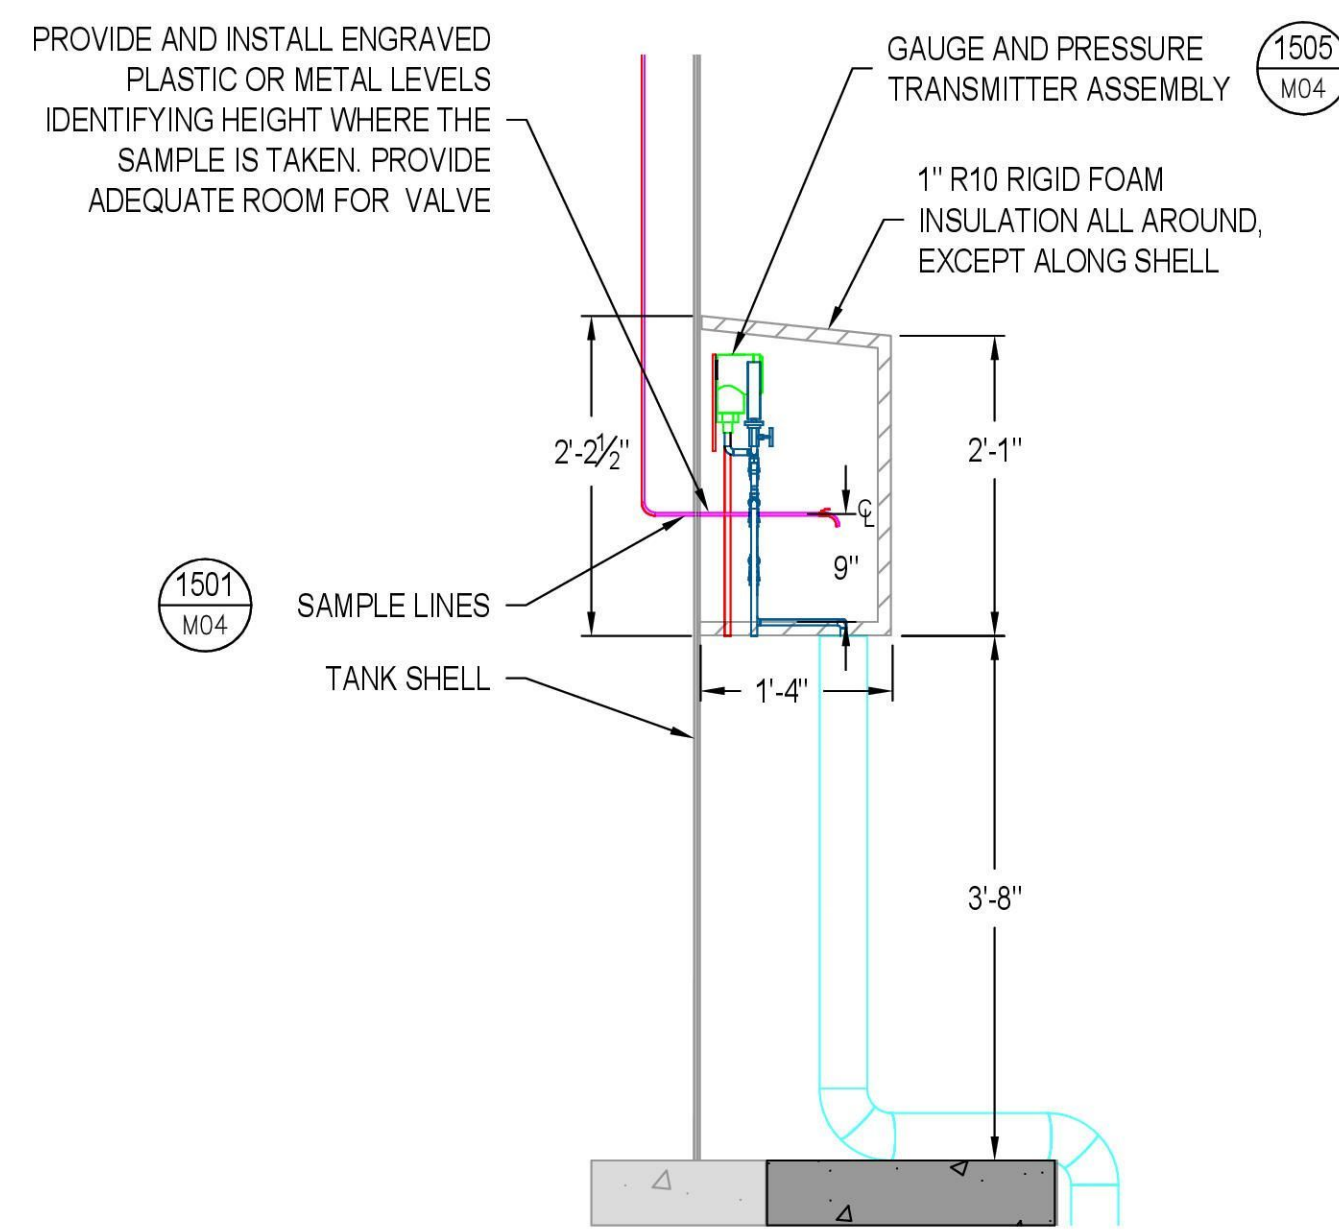 PROVIDE AND INSTALL ENGRAVED
PLASTIC OR METAL LEVELS
IDENTIFYING HEIGHT WHERE THE
SAMPLE IS TAKEN. PROVIDE
ADEQUATE ROOM FOR VALVE
GAUGE AND PRESSURE
TRANSMITTER ASSEMBLY
1505
M04
1" R10 RIGID FOAM
INSULATION ALL AROUND,
EXCEPT ALONG SHELL
2'-2½"
2'-1"
℄
9"
1501
M04
SAMPLE LINES
TANK SHELL
1'-4"
3'-8"